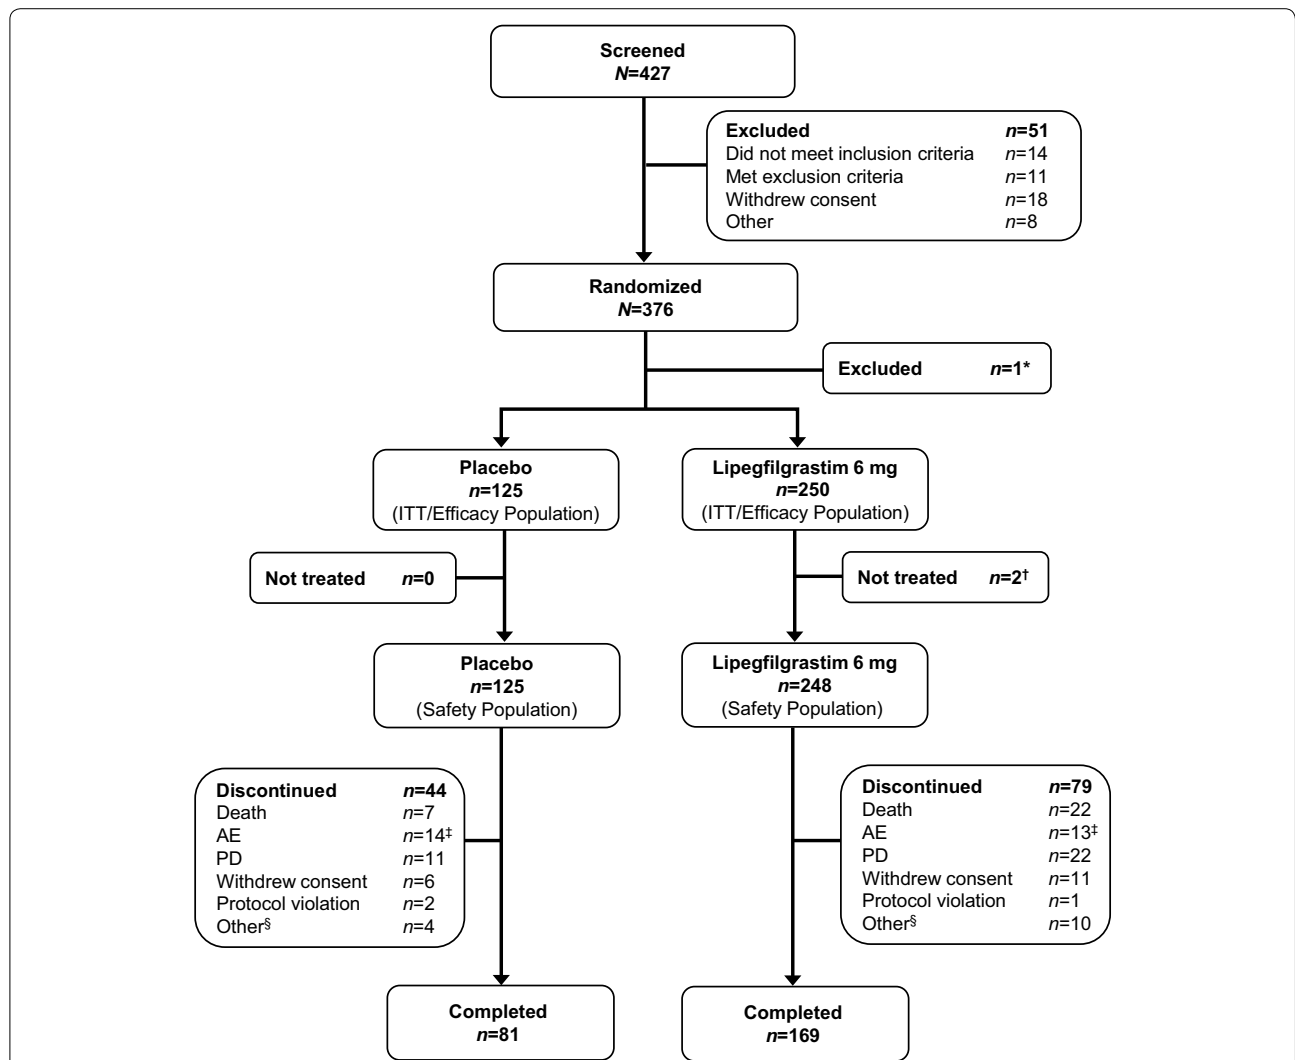 Screened
N=427
Excluded n=51
Did not meet inclusion criteria n=14
Met exclusion criteria n=11
Withdrew consent n=18
Other n=8
Randomized
N=376
Excluded n=1*
Placebo
n=125
(ITT/Efficacy Population)
Lipegfilgrastim 6 mg
n=250
(ITT/Efficacy Population)
Not treated n=0
Not treated n=2†
Placebo
n=125
(Safety Population)
Lipegfilgrastim 6 mg
n=248
(Safety Population)
Discontinued n=44
Death n=7
AE n=14‡
PD n=11
Withdrew consent n=6
Protocol violation n=2
Other§ n=4
Discontinued n=79
Death n=22
AE n=13‡
PD n=22
Withdrew consent n=11
Protocol violation n=1
Other§ n=10
Completed
n=81
Completed
n=169